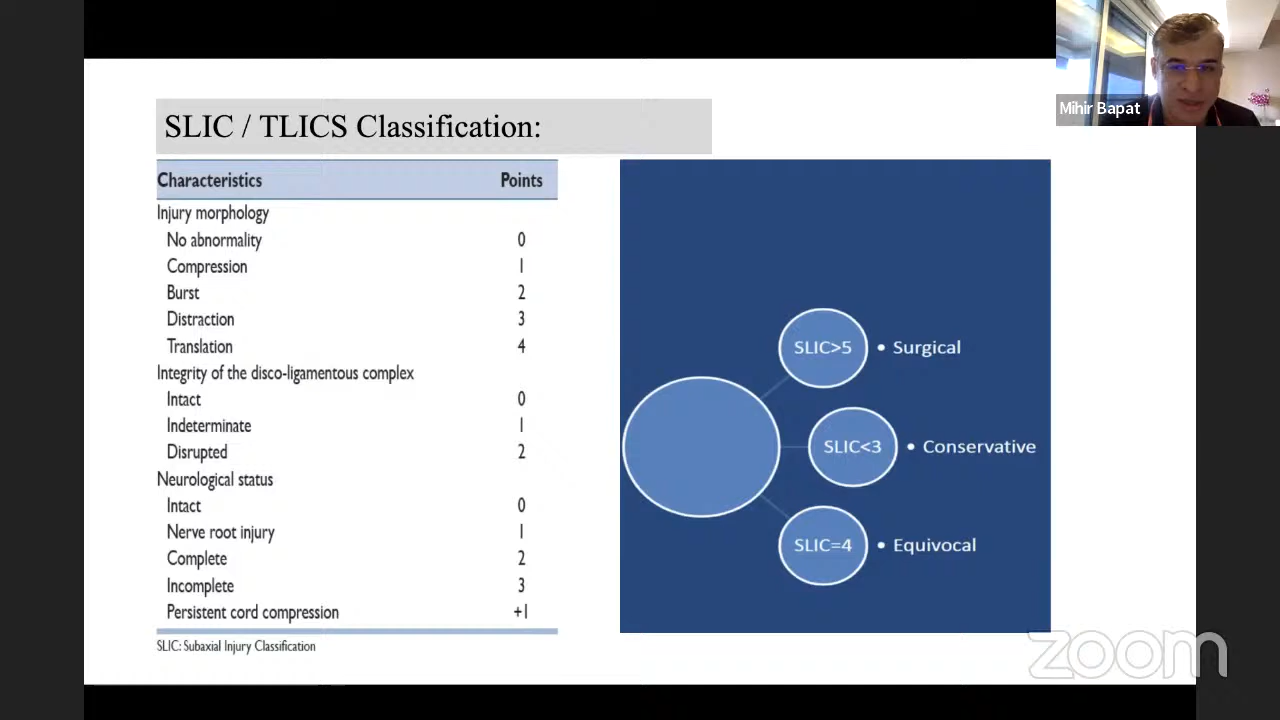 SLIC / TLICS Classification:
Characteristics Points
Injury morphology
No abnormality 0
Compression 1
Burst 2
Distraction 3
Translation 4
Integrity of the disco-ligamentous complex
Intact 0
Indeterminate 1
Disrupted 2
Neurological status
Intact 0
Nerve root injury 1
Complete 2
Incomplete 3
Persistent cord compression +1
SLIC: Subaxial Injury Classification
SLIC>5 • Surgical
SLIC<3 • Conservative
SLIC=4 • Equivocal
Mihir Bapat
zoom